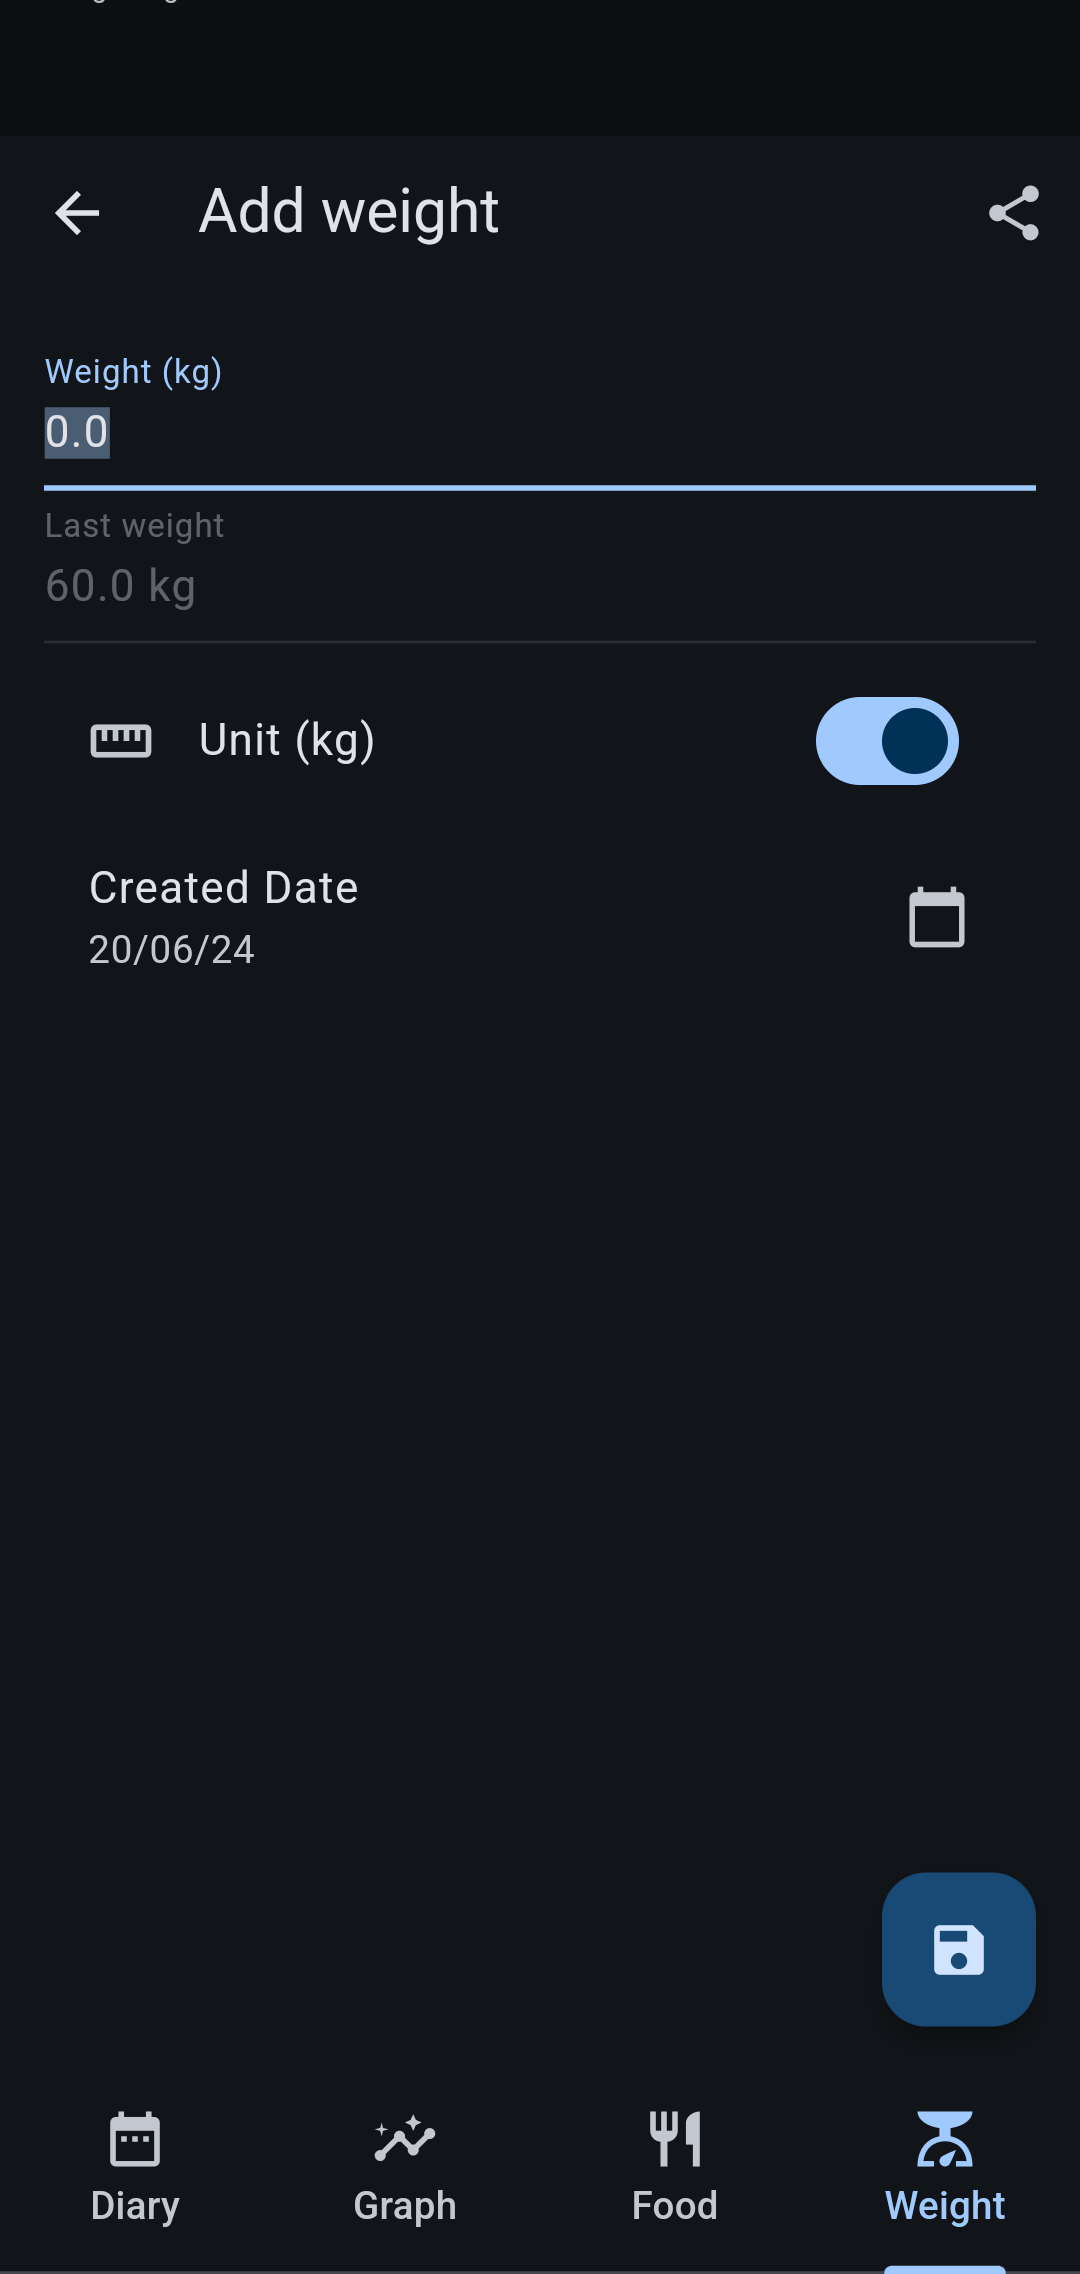 Add weight
Weight (kg)
0.0
Last weight
60.0 kg
Unit (kg)
Created Date
20/06/24
Diary
Graph
Food
Weight